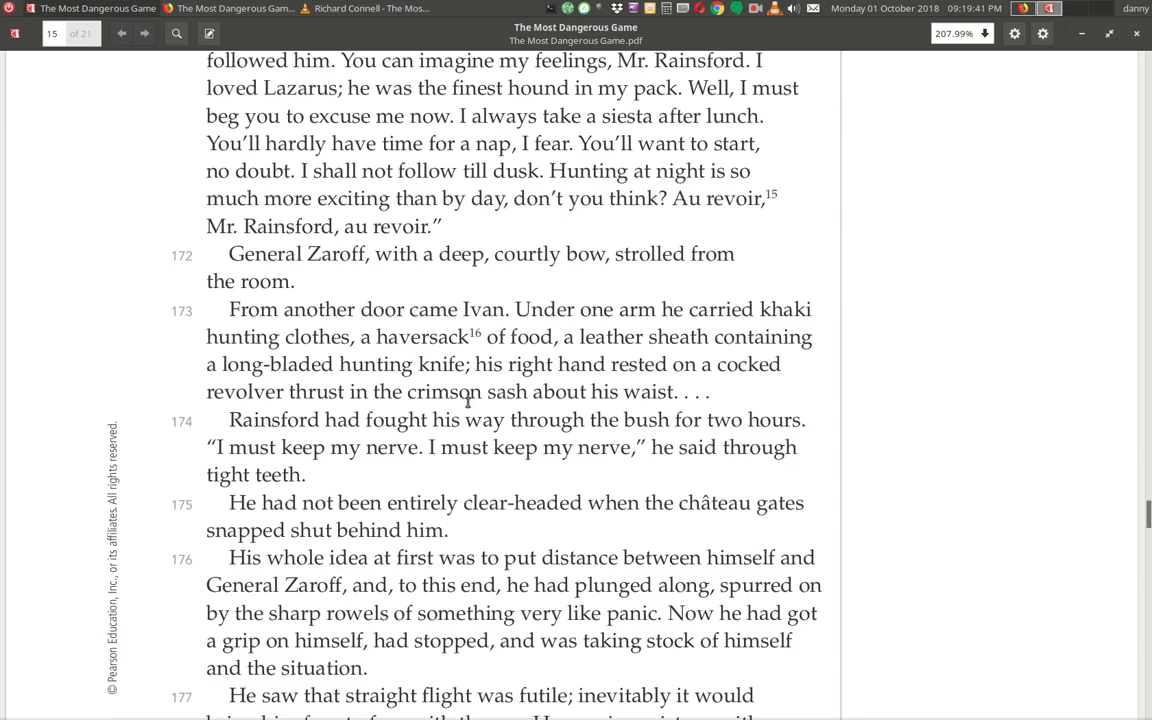 The Most Dangerous Game
The Most Dangerous Gam...
Richard Connell - The Mos...
Monday 01 October 2018
09:19:41 PM
danny
15
of 21
The Most Dangerous Game
The Most Dangerous Game.pdf
207.99%
followed him. You can imagine my feelings, Mr. Rainsford. I
loved Lazarus; he was the finest hound in my pack. Well, I must
beg you to excuse me now. I always take a siesta after lunch.
You’ll hardly have time for a nap, I fear. You’ll want to start,
no doubt. I shall not follow till dusk. Hunting at night is so
much more exciting than by day, don’t you think? Au revoir,15
Mr. Rainsford, au revoir.”
172 General Zaroff, with a deep, courtly bow, strolled from
the room.
173 From another door came Ivan. Under one arm he carried khaki
hunting clothes, a haversack16 of food, a leather sheath containing
a long-bladed hunting knife; his right hand rested on a cocked
revolver thrust in the crimson sash about his waist. . . .
174 Rainsford had fought his way through the bush for two hours.
“I must keep my nerve. I must keep my nerve,” he said through
tight teeth.
175 He had not been entirely clear-headed when the château gates
snapped shut behind him.
176 His whole idea at first was to put distance between himself and
General Zaroff, and, to this end, he had plunged along, spurred on
by the sharp rowels of something very like panic. Now he had got
a grip on himself, had stopped, and was taking stock of himself
and the situation.
177 He saw that straight flight was futile; inevitably it would
© Pearson Education, Inc., or its affiliates. All rights reserved.